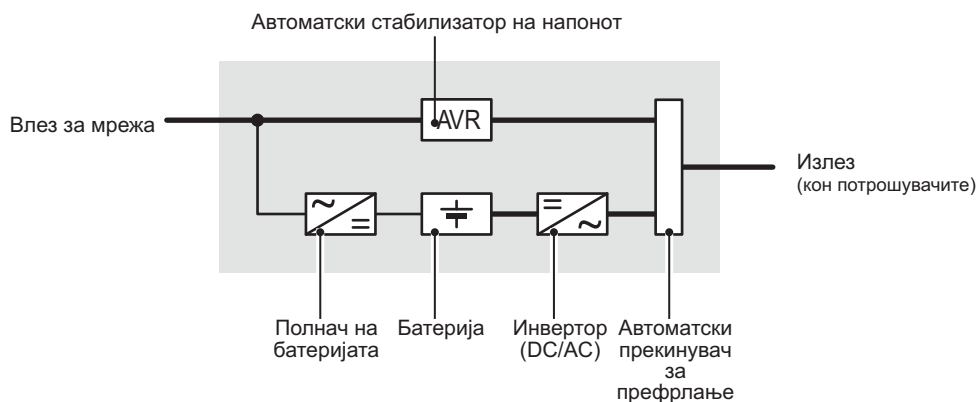 Автоматски стабилизатор на напонот
Влез за мрежа
AVR
Излез
(кон потрошувачите)
Полнач на
батеријата
Батерија
Инвертор
(DC/AC)
Автоматски
прекинувач
за
префрлање